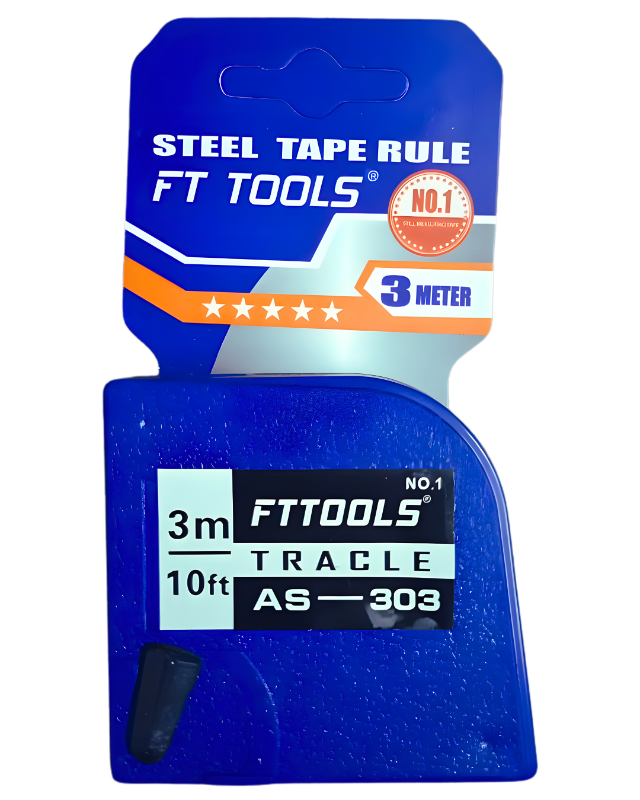 STEEL TAPE RULE
FT TOOLS®
NO.1
3 METER
NO.1
FTTOOLS®
3m
TRACLE
10ft
AS—303